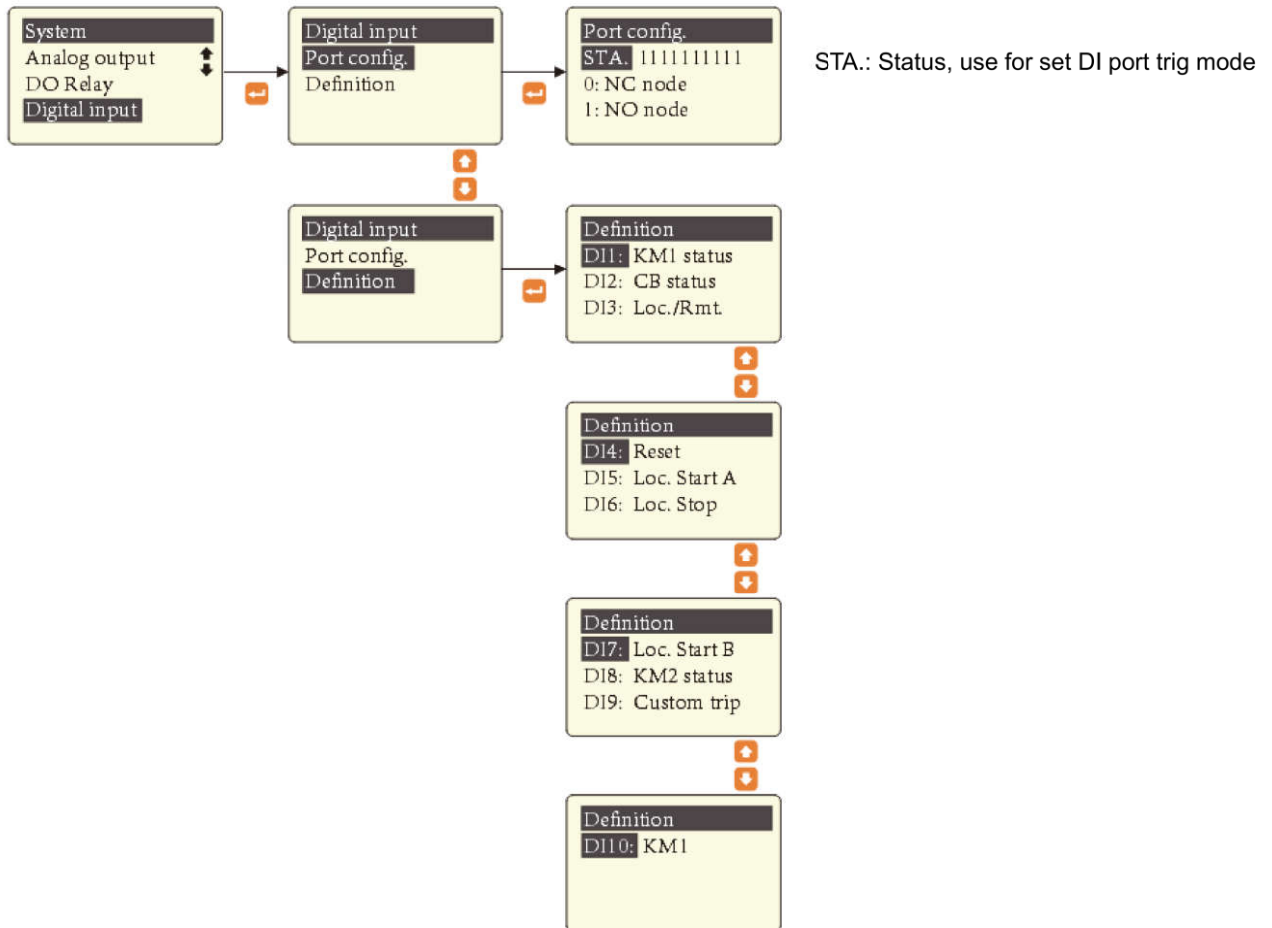 System
Analog output
DO Relay
Digital input
Digital input
Port config.
Definition
Port config.
STA. 1111111111
0: NC node
1: NO node
STA.: Status, use for set DI port trig mode
Digital input
Port config.
Definition
Definition
DI1: KM1 status
DI2: CB status
DI3: Loc./Rmt.
Definition
DI4: Reset
DI5: Loc. Start A
DI6: Loc. Stop
Definition
DI7: Loc. Start B
DI8: KM2 status
DI9: Custom trip
Definition
DI10: KM1